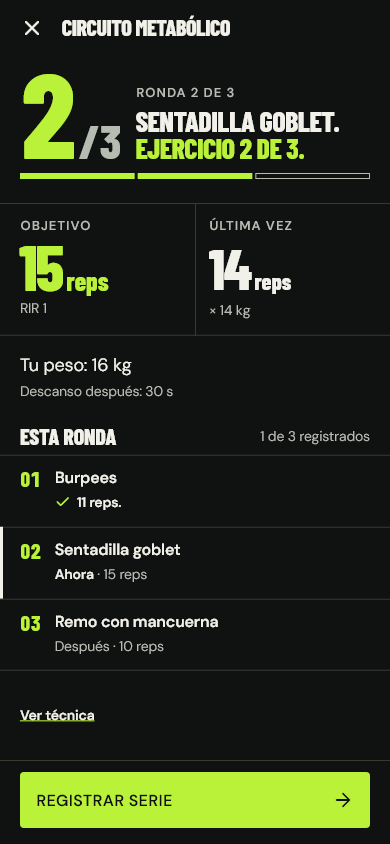 CIRCUITO METABÓLICO
2/3
RONDA 2 DE 3
SENTADILLA GOBLET.
EJERCICIO 2 DE 3.
OBJETIVO
15 reps
RIR 1
ÚLTIMA VEZ
14 reps
× 14 kg
Tu peso: 16 kg
Descanso después: 30 s
ESTA RONDA
1 de 3 registrados
01 Burpees
11 reps.
02 Sentadilla goblet
Ahora · 15 reps
03 Remo con mancuerna
Después · 10 reps
Ver técnica
REGISTRAR SERIE